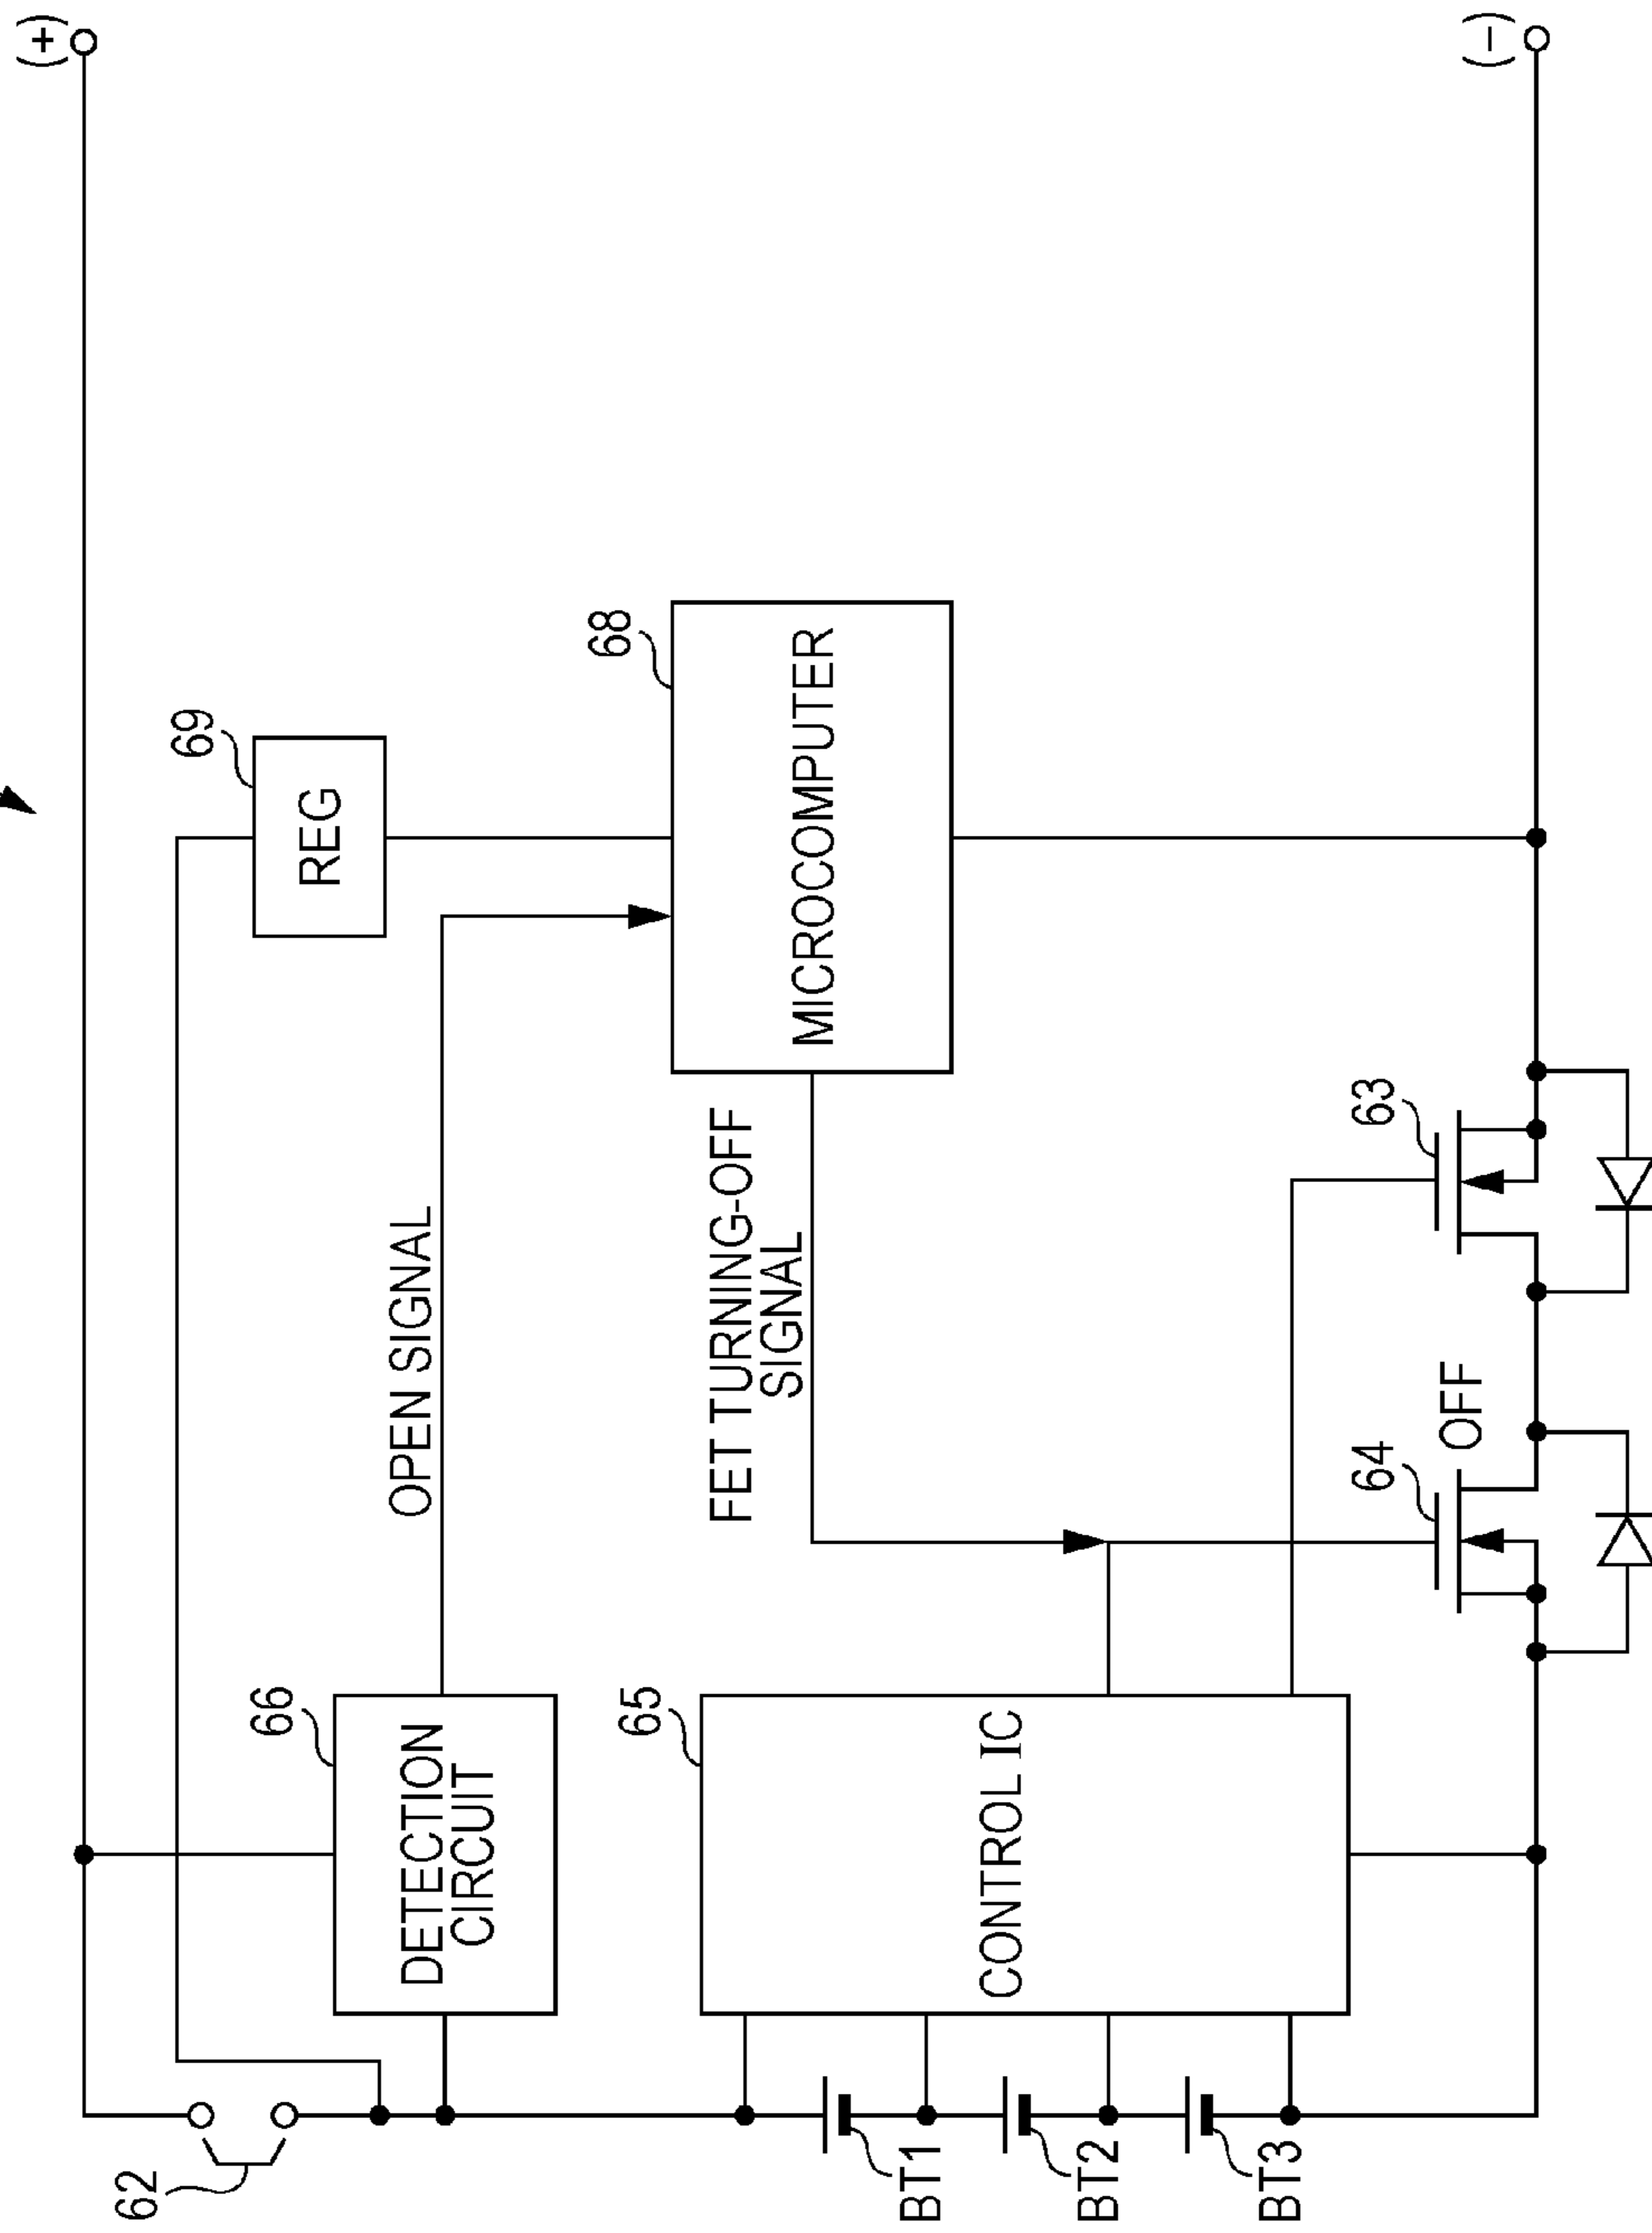 (+)
69
REG
68
MICROCOMPUTER
OPEN SIGNAL
FET TURNING-OFF
SIGNAL
66
DETECTION
CIRCUIT
65
CONTROL IC
62
BT1
BT2
BT3
64
OFF
63
(-)